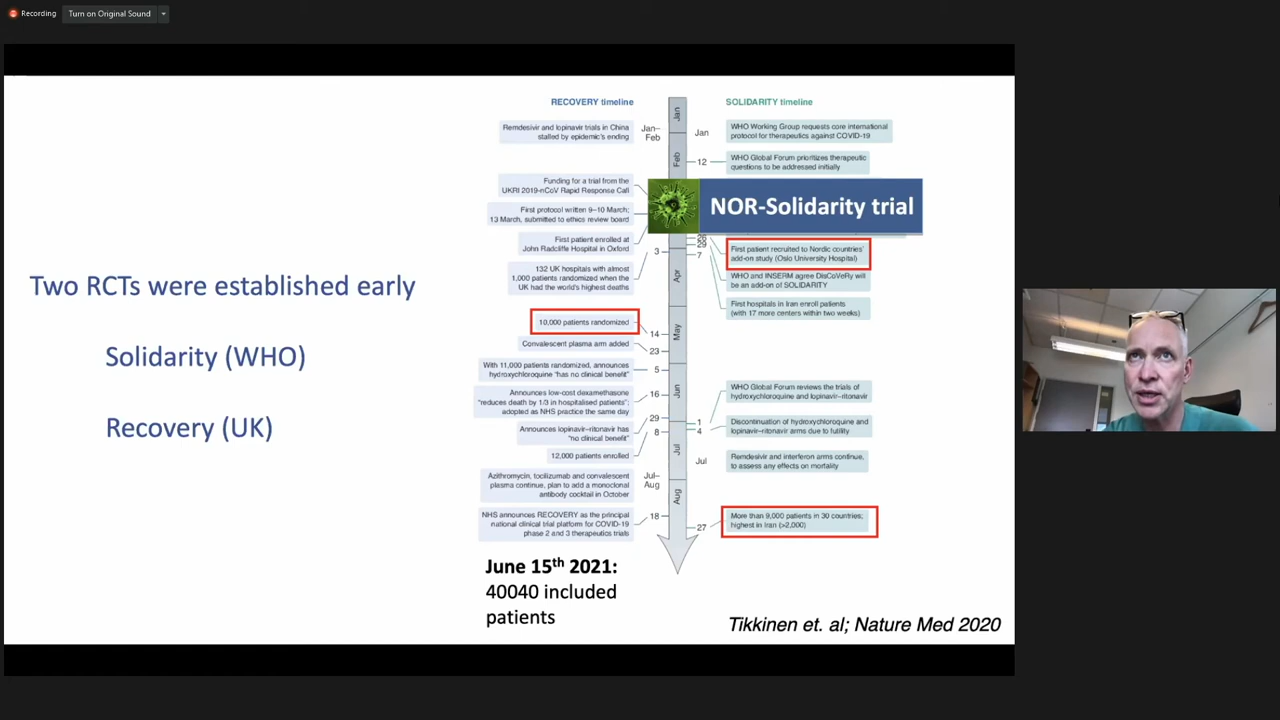 Recording
Turn on Original Sound
RECOVERY timeline
SOLIDARITY timeline
Remdesivir and lopinavir trials in China
stalled by epidemic's ending
Jan–
Feb
Jan
Jan
WHO Working Group requests core international
protocol for therapeutics against COVID-19
Feb
12
WHO Global Forum prioritizes therapeutic
questions to be addressed initially
Funding for a trial from the
UKRI 2019-nCoV Rapid Response Call
First protocol written 9–10 March;
13 March, submitted to ethics review board
NOR-Solidarity trial
First patient enrolled at
John Radcliffe Hospital in Oxford
3
29
7
First patient recruited to Nordic countries'
add-on study (Oslo University Hospital)
132 UK hospitals with almost
1,000 patients randomized when the
UK had the world's highest deaths
Apr
WHO and INSERM agree DisCoVeRy will
be an add-on of SOLIDARITY
First hospitals in Iran enroll patients
(with 17 more centers within two weeks)
Two RCTs were established early
Solidarity (WHO)
Recovery (UK)
10,000 patients randomized
14
May
Convalescent plasma arm added
23
With 11,000 patients randomized, announces
hydroxychloroquine "has no clinical benefit"
5
Announces low-cost dexamethasone
"reduces death by 1/3 in hospitalised patients";
adopted as NHS practice the same day
16
Jun
WHO Global Forum reviews the trials of
hydroxychloroquine and lopinavir–ritonavir
Announces lopinavir–ritonavir has
"no clinical benefit"
29
8
1
4
Discontinuation of hydroxychloroquine and
lopinavir–ritonavir arms due to futility
12,000 patients enrolled
Jul
Jul
Remdesivir and interferon arms continue,
to assess any effects on mortality
Azithromycin, tocilizumab and convalescent
plasma continue, plan to add a monoclonal
antibody cocktail in October
Jul–
Aug
Aug
NHS announces RECOVERY as the principal
national clinical trial platform for COVID-19
phase 2 and 3 therapeutics trials
18
27
More than 9,000 patients in 30 countries;
highest in Iran (>2,000)
June 15th 2021:
40040 included
patients
Tikkinen et. al; Nature Med 2020